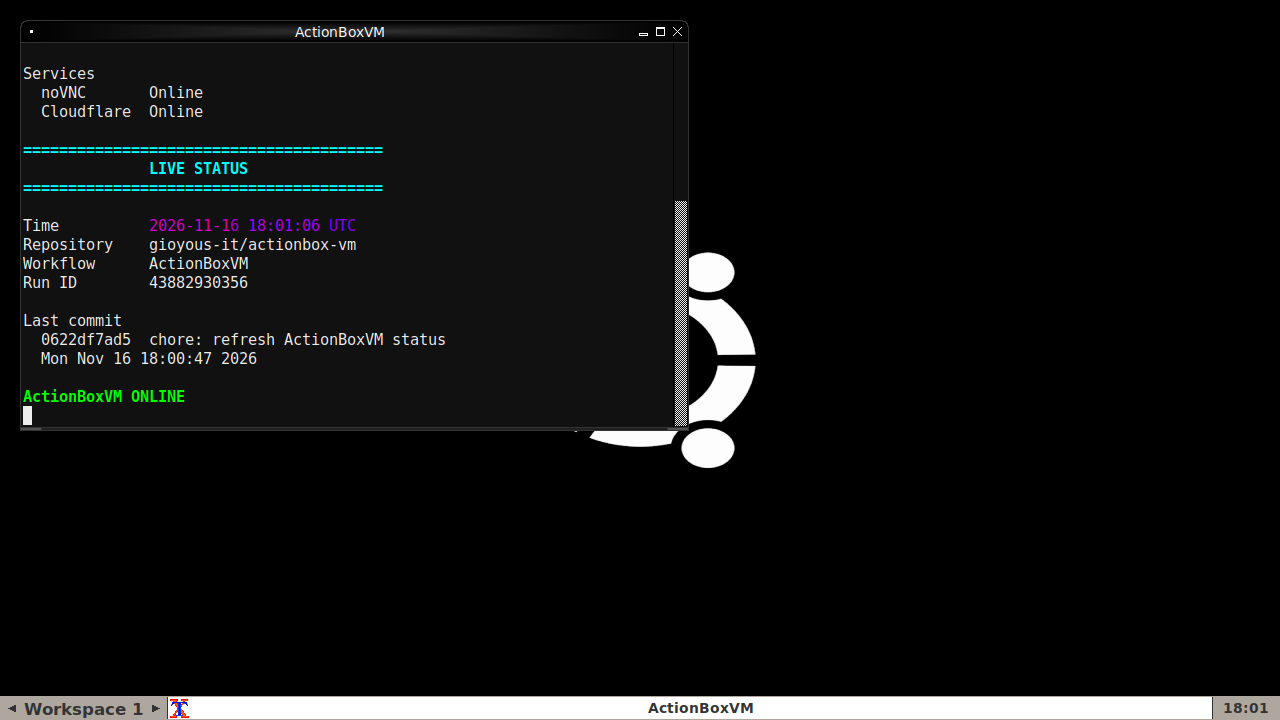 ActionBoxVM
Services
noVNC Online
Cloudflare Online
========================================
LIVE STATUS
========================================
Time 2026-11-16 18:01:06 UTC
Repository gioyous-it/actionbox-vm
Workflow ActionBoxVM
Run ID 43882930356
Last commit
0622df7ad5 chore: refresh ActionBoxVM status
Mon Nov 16 18:00:47 2026
ActionBoxVM ONLINE
Workspace 1 ActionBoxVM 18:01